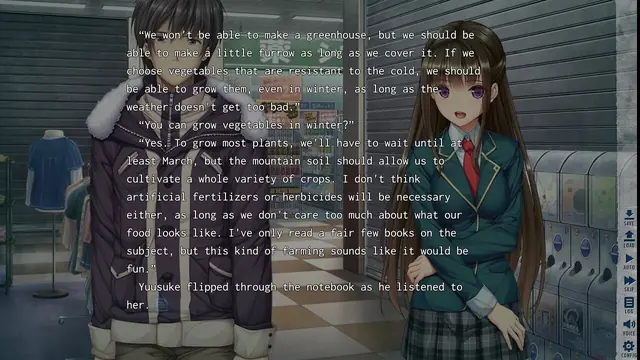 “We won’t be able to make a greenhouse, but we should be
able to make a little furrow as long as we cover it. If we
choose vegetables that are resistant to the cold, we should
be able to grow them, even in winter, as long as the
weather doesn’t get too bad.”
“You can grow vegetables in winter?”
“Yes. To grow most plants, we’ll have to wait until at
least March, but the mountain soil should allow us to
cultivate a whole variety of crops. I don’t think
artificial fertilizers or herbicides will be necessary
either, as long as we don’t care too much about what our
food looks like. I’ve only read a fair few books on the
subject, but this kind of farming sounds like it would be
fun.”
Yuusuke flipped through the notebook as he listened to
her.
SAVE
LOAD
AUTO
SKIP
LOG
VOICE
CONFIG